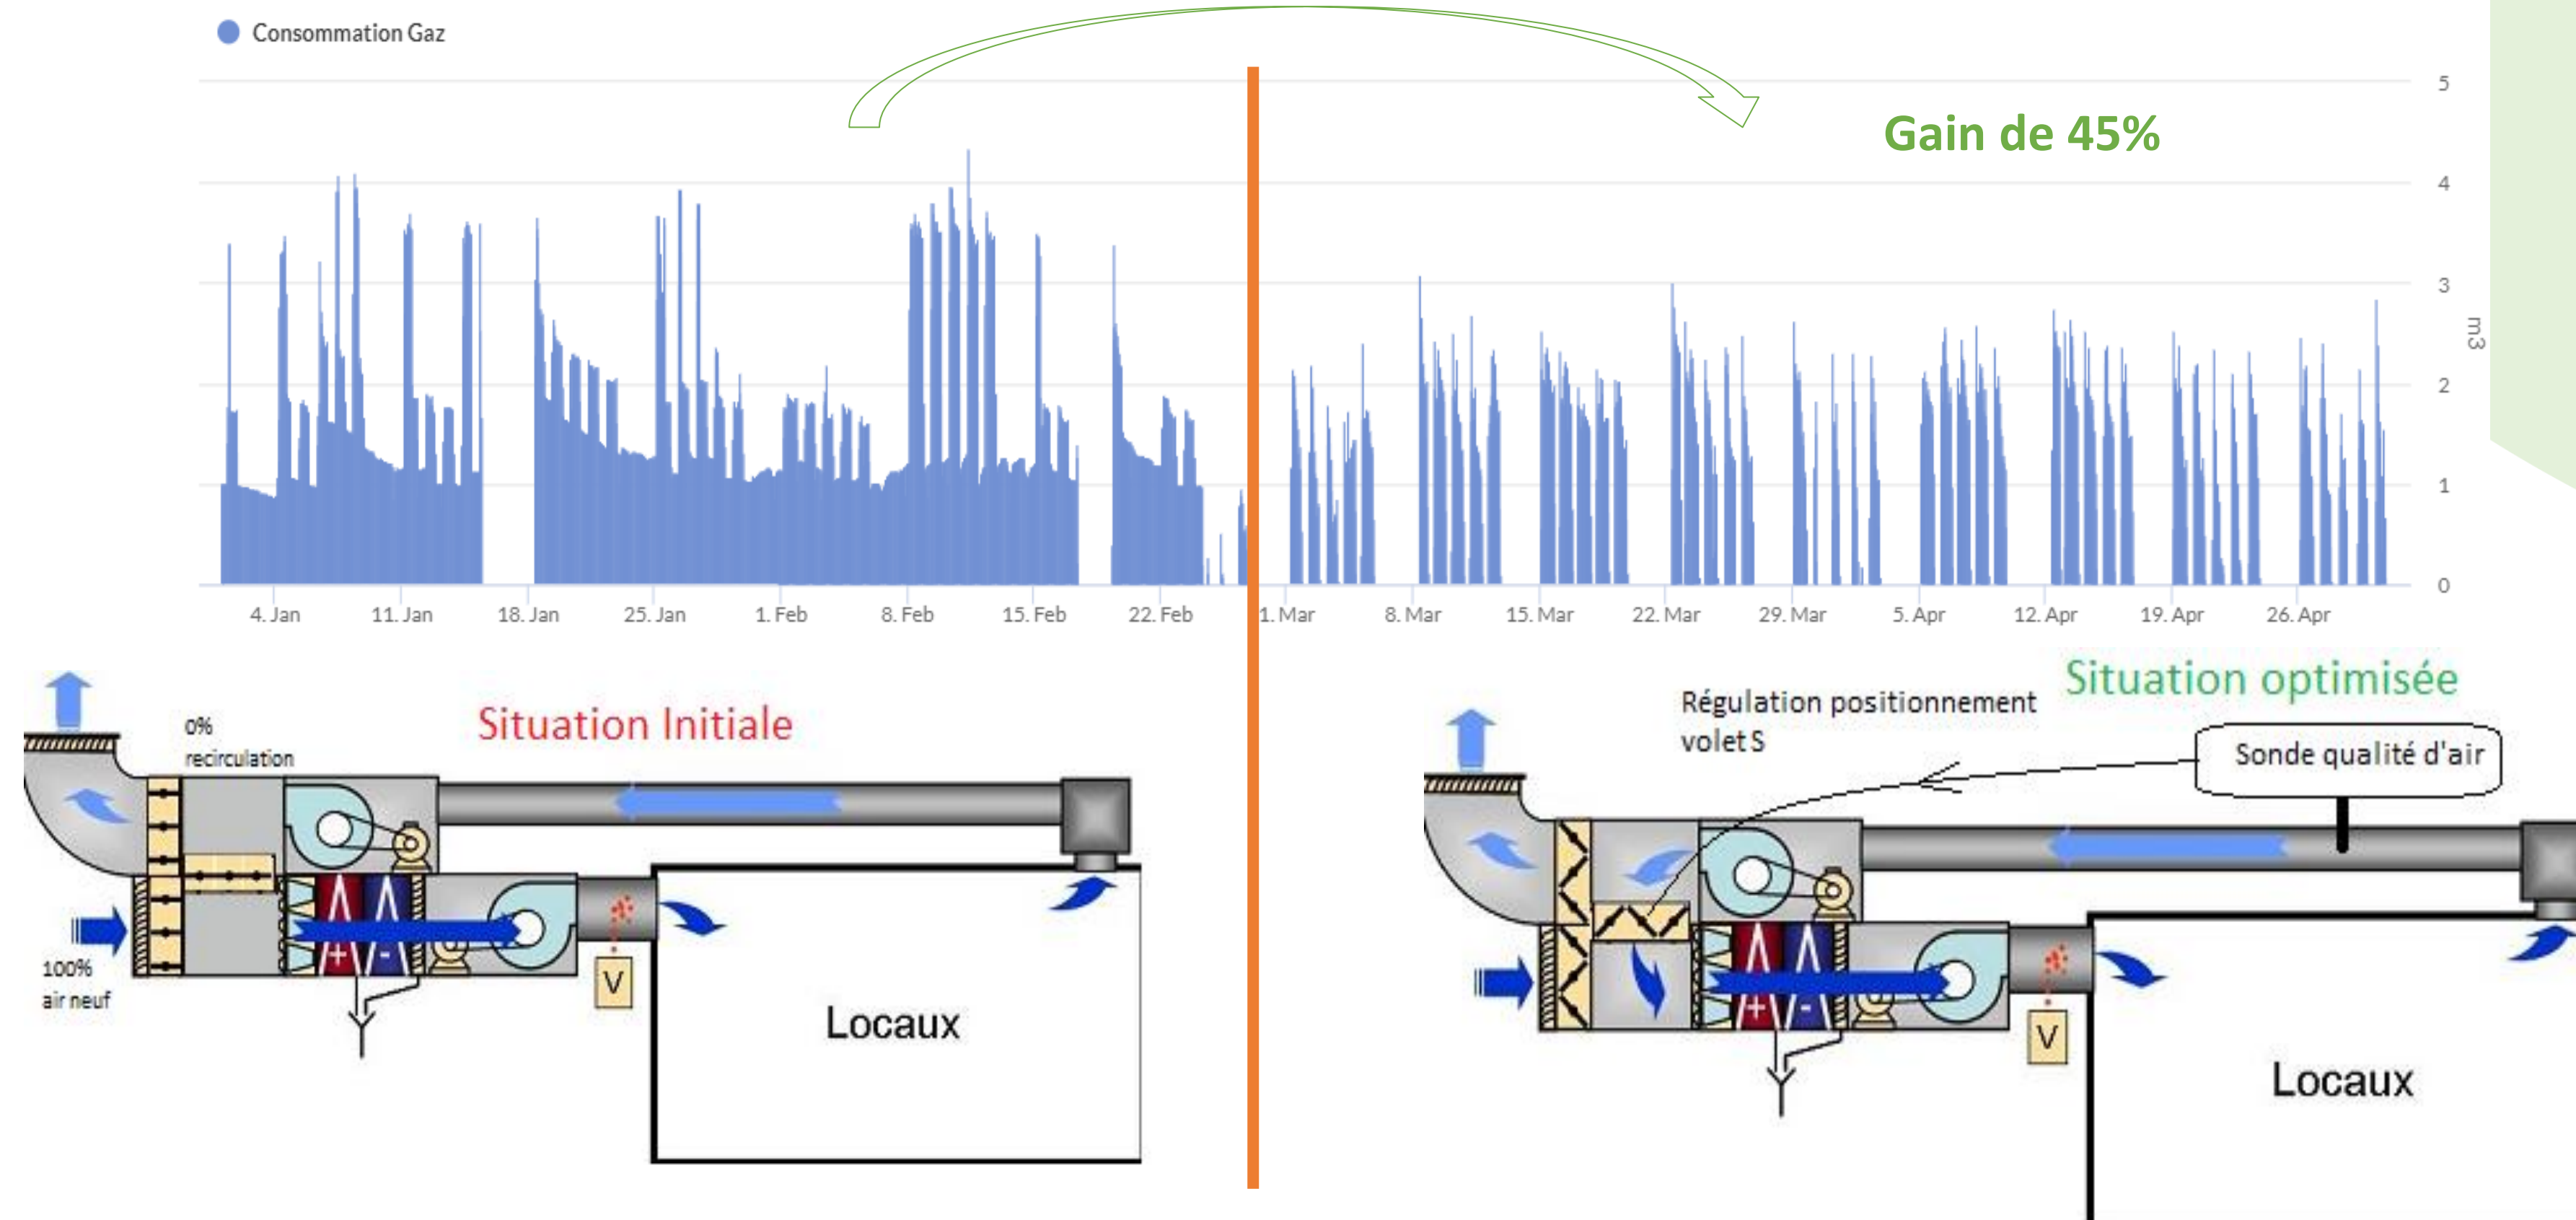 Consommation Gaz
Gain de 45%
5
4
3
2
1
0
m3
4. Jan
11. Jan
18. Jan
25. Jan
1. Feb
8. Feb
15. Feb
22. Feb
1. Mar
8. Mar
15. Mar
22. Mar
29. Mar
5. Apr
12. Apr
19. Apr
26. Apr
Situation Initiale
0%
recirculation
100%
air neuf
+
-
V
Locaux
Situation optimisée
Régulation positionnement
volet S
Sonde qualité d'air
+
-
V
Locaux